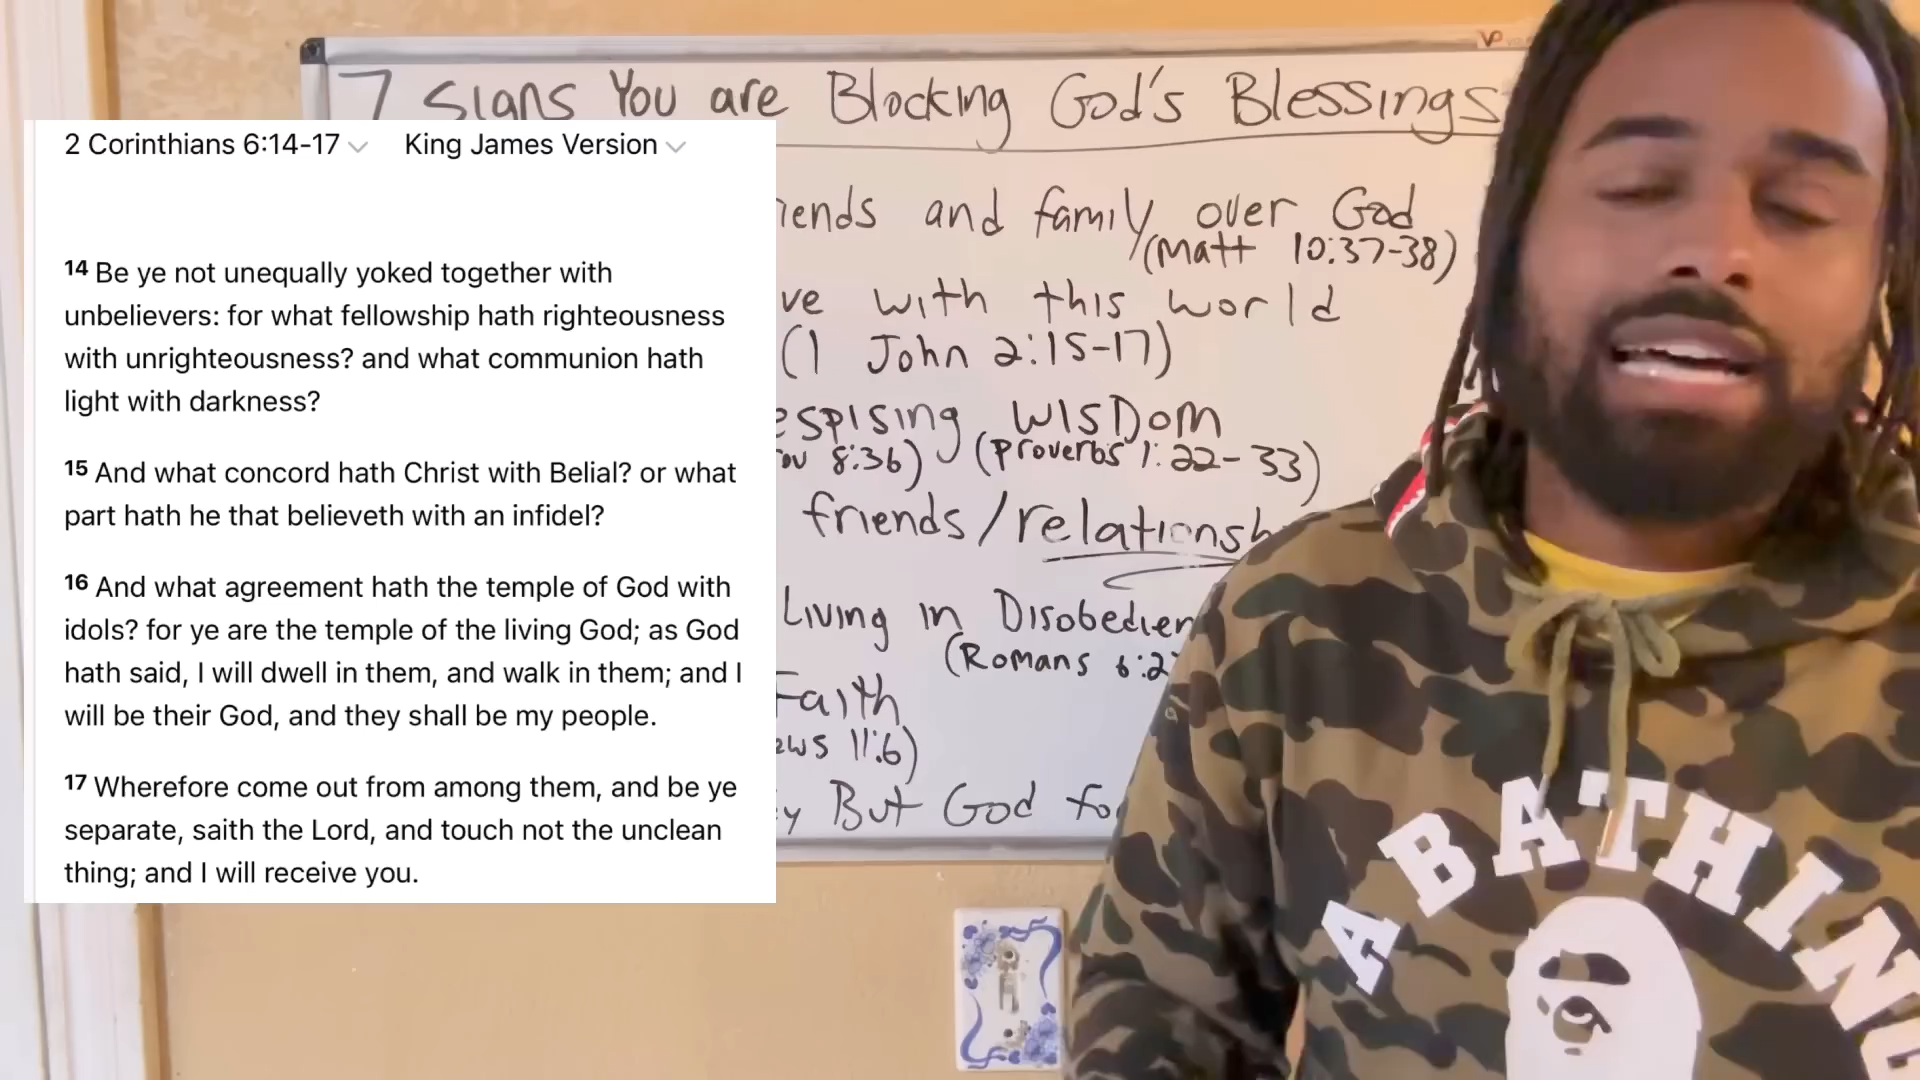 7 Signs You are Blocking God's Blessings
2 Corinthians 6:14-17 King James Version
14 Be ye not unequally yoked together with
unbelievers: for what fellowship hath righteousness
with unrighteousness? and what communion hath
light with darkness?
15 And what concord hath Christ with Belial? or what
part hath he that believeth with an infidel?
16 And what agreement hath the temple of God with
idols? for ye are the temple of the living God; as God
hath said, I will dwell in them, and walk in them; and I
will be their God, and they shall be my people.
17 Wherefore come out from among them, and be ye
separate, saith the Lord, and touch not the unclean
thing; and I will receive you.
iends and family over God
(Matt 10:37-38)
ve with this world
(1 John 2:15-17)
espising WISDOM
ov 8:36) (Proverbs 1:22-33)
friends/relationsh
Living in Disobedien
(Romans 6:2
Faith
ews 11:6)
y But God fo
A BATHING